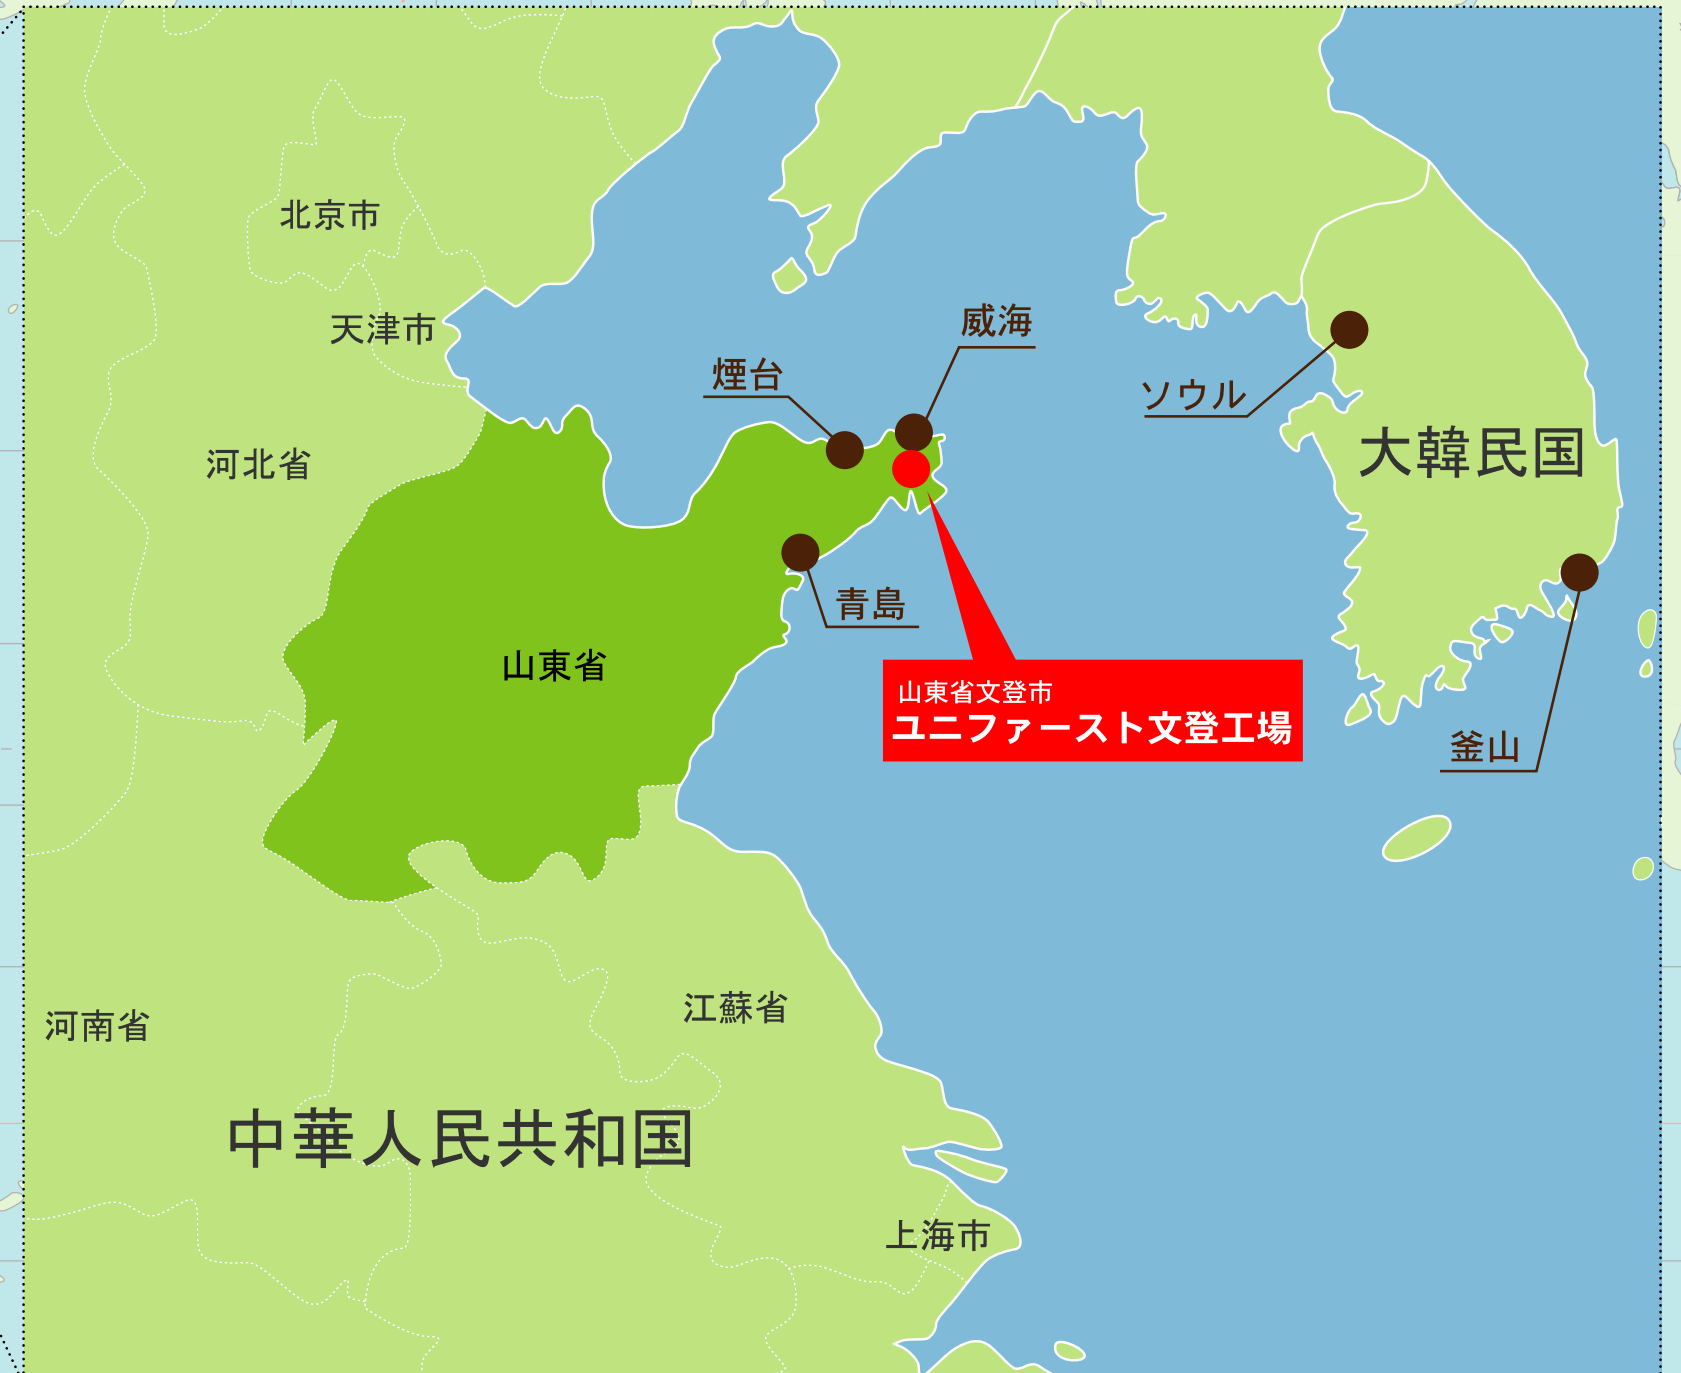 北京市
天津市
威海
煙台
ソウル
大韓民国
河北省
青島
山東省
山東省文登市
ユニファースト文登工場
釜山
河南省
江蘇省
中華人民共和国
上海市